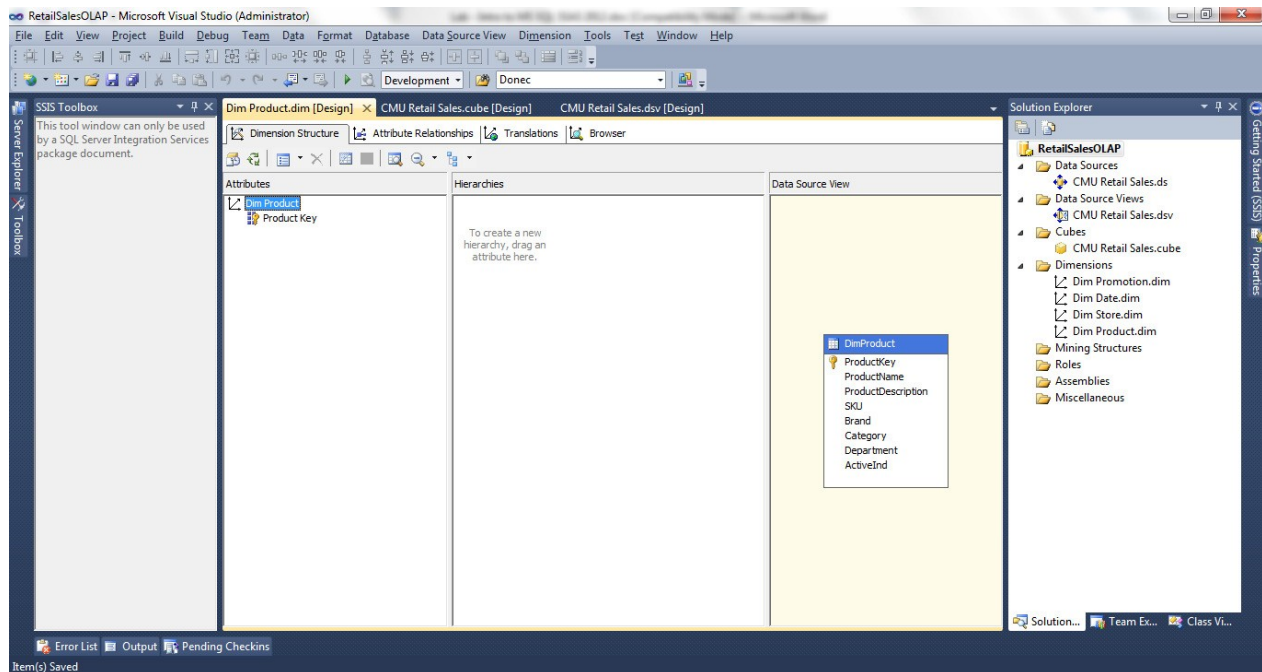 RetailSalesOLAP - Microsoft Visual Studio (Administrator)
File Edit View Project Build Debug Team Data Format Database Data Source View Dimension Tools Test Window Help
Development Donec
SSIS Toolbox
This tool window can only be used
by a SQL Server Integration Services
package document.
Server Explorer
Toolbox
Dim Product.dim [Design] CMU Retail Sales.cube [Design] CMU Retail Sales.dsv [Design]
Dimension Structure Attribute Relationships Translations Browser
Attributes
Dim Product
Product Key
Hierarchies
To create a new
hierarchy, drag an
attribute here.
Data Source View
DimProduct
ProductKey
ProductName
ProductDescription
SKU
Brand
Category
Department
ActiveInd
Solution Explorer
RetailSalesOLAP
Data Sources
CMU Retail Sales.ds
Data Source Views
CMU Retail Sales.dsv
Cubes
CMU Retail Sales.cube
Dimensions
Dim Promotion.dim
Dim Date.dim
Dim Store.dim
Dim Product.dim
Mining Structures
Roles
Assemblies
Miscellaneous
Solution... Team Ex... Class Vi...
Getting Started (SSIS)
Properties
Error List Output Pending Checkins
Item(s) Saved